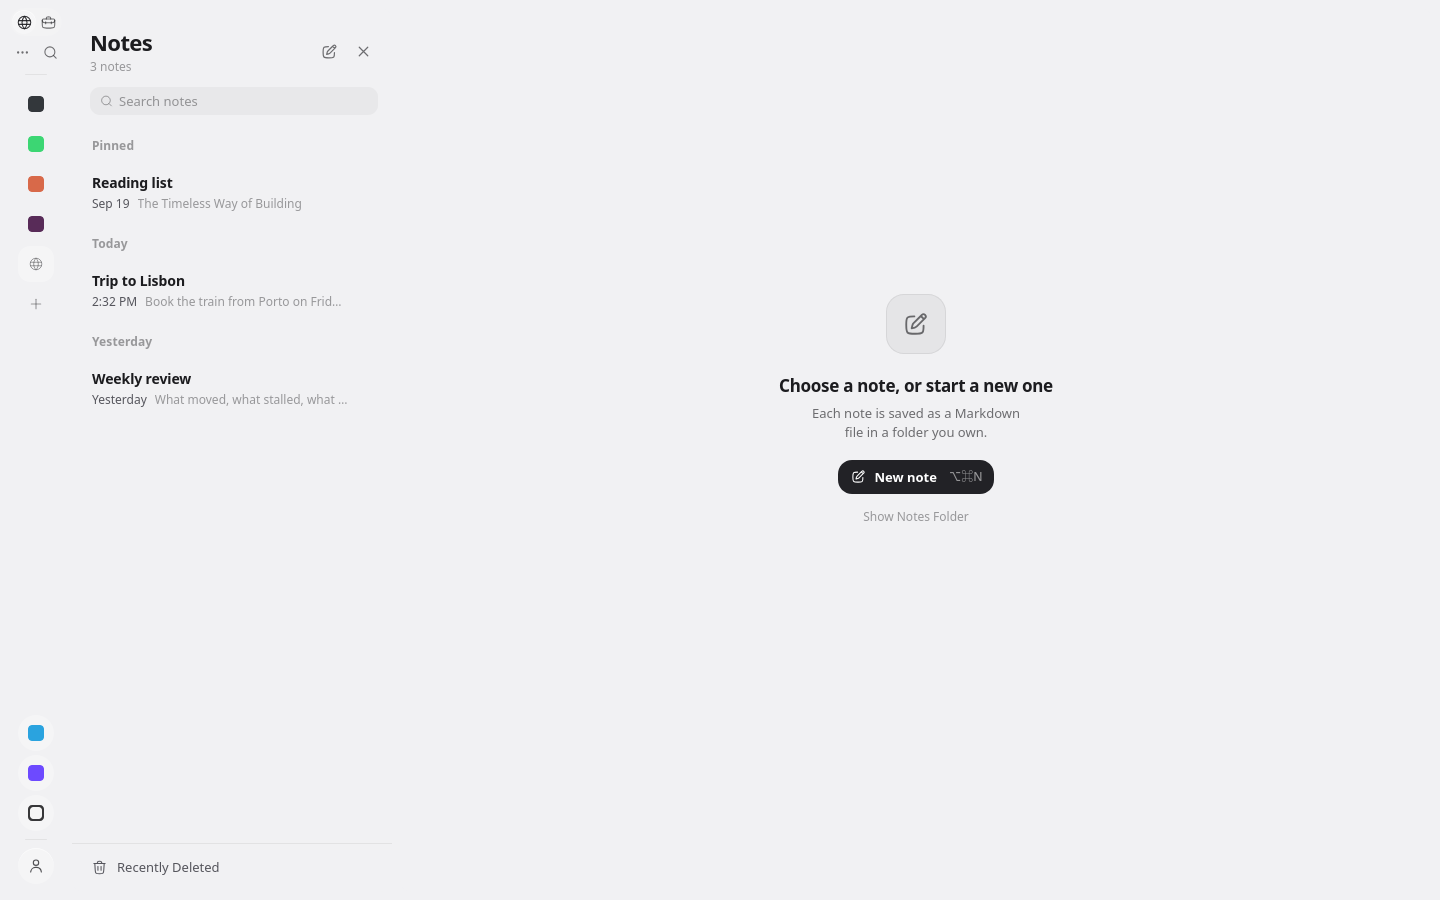 Notes
3 notes
Search notes
Pinned
Reading list
Sep 19 The Timeless Way of Building
Today
Trip to Lisbon
2:32 PM Book the train from Porto on Frid...
Yesterday
Weekly review
Yesterday What moved, what stalled, what ...
Recently Deleted
Choose a note, or start a new one
Each note is saved as a Markdown
file in a folder you own.
New note ⌥⌘N
Show Notes Folder